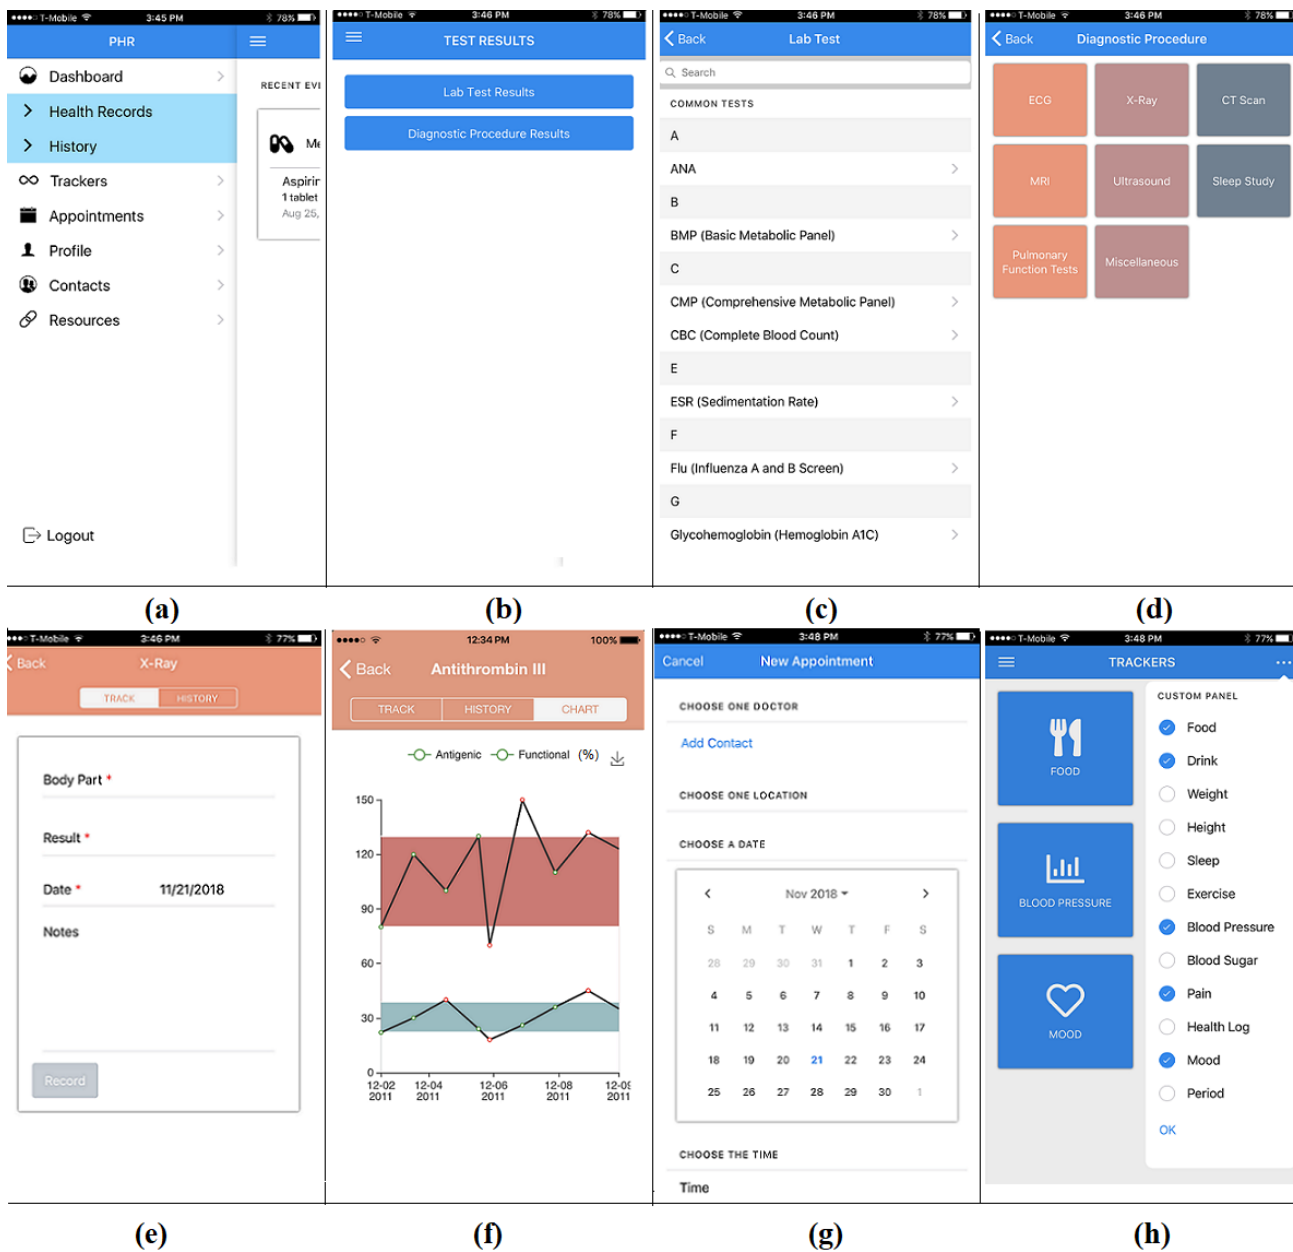 T-Mobile 3:45 PM 78%
PHR
Dashboard
Health Records
History
Trackers
Appointments
Profile
Contacts
Resources
Logout
RECENT EVE
Me
Aspirin
1 tablet
Aug 25,
(a)
T-Mobile 3:46 PM 78%
TEST RESULTS
Lab Test Results
Diagnostic Procedure Results
(b)
T-Mobile 3:46 PM 78%
Back Lab Test
Search
COMMON TESTS
A
ANA
B
BMP (Basic Metabolic Panel)
C
CMP (Comprehensive Metabolic Panel)
CBC (Complete Blood Count)
E
ESR (Sedimentation Rate)
F
Flu (Influenza A and B Screen)
G
Glycohemoglobin (Hemoglobin A1C)
(c)
T-Mobile 3:46 PM 78%
Back Diagnostic Procedure
ECG X-Ray CT Scan
MRI Ultrasound Sleep Study
Pulmonary
Function Tests
Miscellaneous
(d)
T-Mobile 3:46 PM 77%
Back X-Ray
TRACK HISTORY
Body Part *
Result *
Date * 11/21/2018
Notes
Record
(e)
12:34 PM 100%
Back Antithrombin III
TRACK HISTORY CHART
Antigenic Functional (%)
150
120
90
60
30
0
12-02 12-04 12-06 12-08 12-09
2011 2011 2011 2011 2011
(f)
T-Mobile 3:48 PM 77%
Cancel New Appointment
CHOOSE ONE DOCTOR
Add Contact
CHOOSE ONE LOCATION
CHOOSE A DATE
Nov 2018
S M T W T F S
28 29 30 31 1 2 3
4 5 6 7 8 9 10
11 12 13 14 15 16 17
18 19 20 21 22 23 24
25 26 27 28 29 30 1
CHOOSE THE TIME
Time
(g)
T-Mobile 3:48 PM 77%
TRACKERS
FOOD
BLOOD PRESSURE
MOOD
CUSTOM PANEL
Food
Drink
Weight
Height
Sleep
Exercise
Blood Pressure
Blood Sugar
Pain
Health Log
Mood
Period
OK
(h)